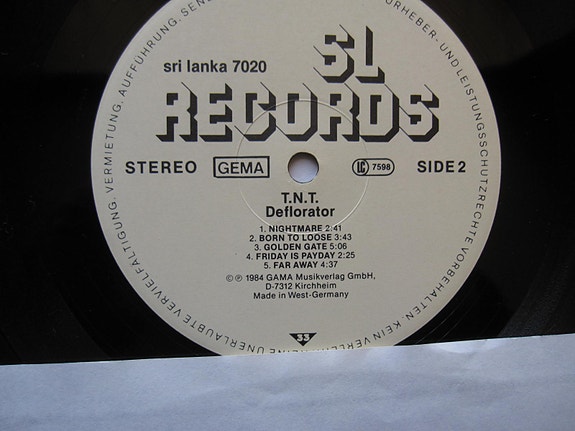 SL
sri lanka 7020
RECORDS
STEREO GEMA LC 7598 SIDE 2
T.N.T.
Deflorator
1. NIGHTMARE 2:41
2. BORN TO LOOSE 3:43
3. GOLDEN GATE 5:06
4. FRIDAY IS PAYDAY 2:25
5. FAR AWAY 4:37
© ℗ 1984 GAMA Musikverlag GmbH,
D-7312 Kirchheim
Made in West-Germany
33
UNERLAUBTE VERVIELFÄLTIGUNG, VERMIETUNG, AUFFÜHRUNG,
URHEBER- UND LEISTUNGSSCHUTZRECHTE VORBEHALTEN. KEIN